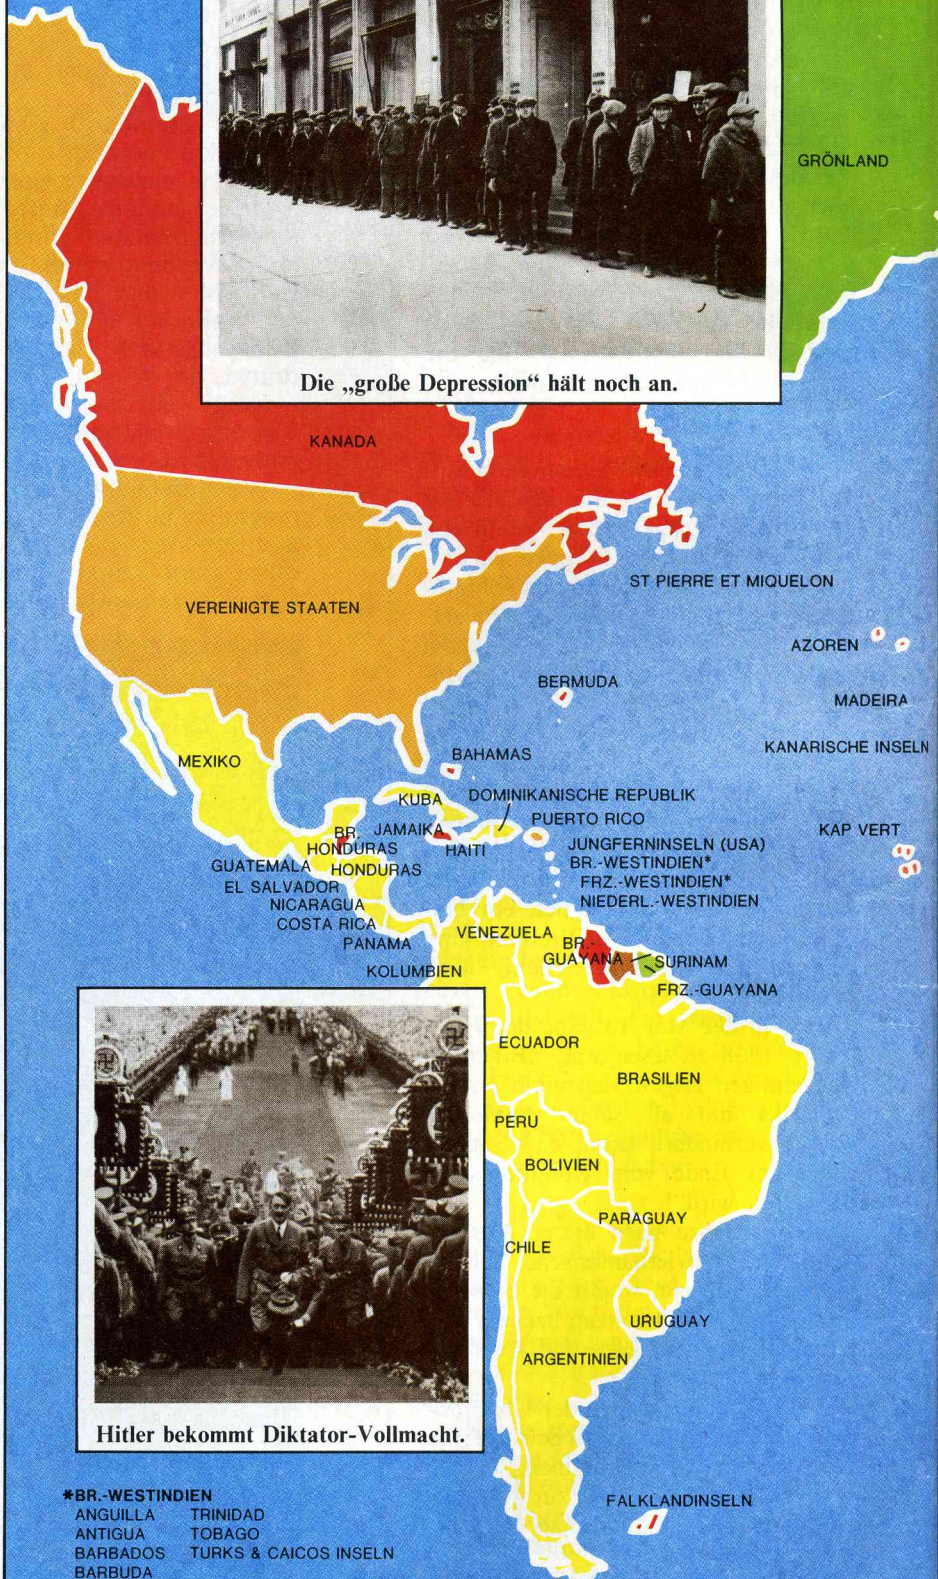 GRÖNLAND
Die „große Depression“ hält noch an.
KANADA
ST PIERRE ET MIQUELON
VEREINIGTE STAATEN
AZOREN
BERMUDA
MADEIRA
KANARISCHE INSELN
BAHAMAS
MEXIKO
DOMINIKANISCHE REPUBLIK
KUBA
PUERTO RICO
KAP VERT
JAMAIKA
BR.
HONDURAS
HAITI
JUNGFERNINSELN (USA)
BR.-WESTINDIEN*
FRZ.-WESTINDIEN*
NIEDERL.-WESTINDIEN
GUATEMALA
HONDURAS
EL SALVADOR
NICARAGUA
COSTA RICA
PANAMA
VENEZUELA
BR.-
GUAYANA
SURINAM
KOLUMBIEN
FRZ.-GUAYANA
ECUADOR
BRASILIEN
PERU
BOLIVIEN
PARAGUAY
CHILE
URUGUAY
ARGENTINIEN
Hitler bekommt Diktator-Vollmacht.
FALKLANDINSELN
*BR.-WESTINDIEN
ANGUILLA TRINIDAD
ANTIGUA TOBAGO
BARBADOS TURKS & CAICOS INSELN
BARBUDA